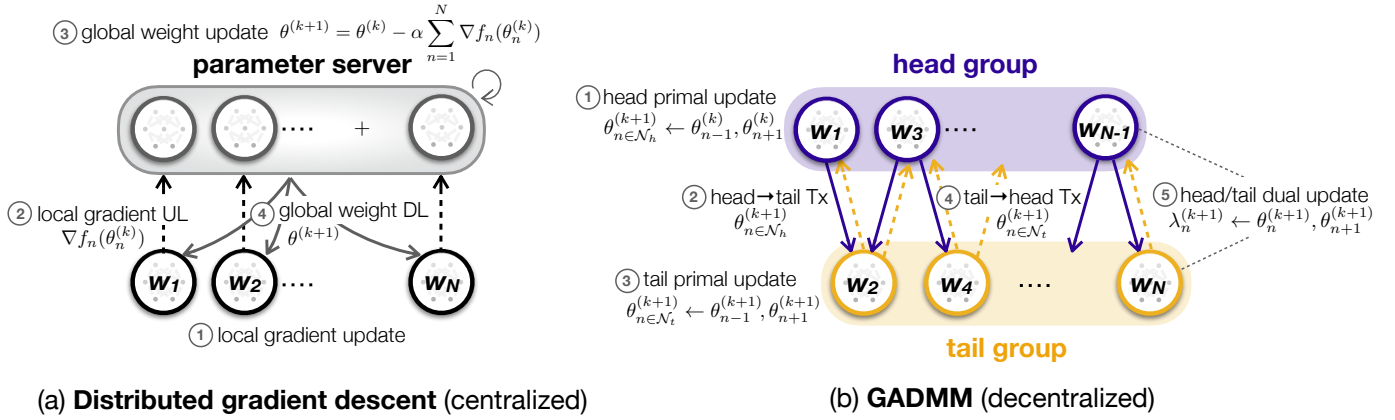 ③ global weight update θ^{(k+1)} = θ^{(k)} − α ∑_{n=1}^{N} ∇f_n(θ_n^{(k)})
parameter server
.... +
② local gradient UL
∇f_n(θ_n^{(k)})
④ global weight DL
θ^{(k+1)}
w1 w2 .... wN
① local gradient update
(a) Distributed gradient descent (centralized)
head group
① head primal update
θ_{n∈N_h}^{(k+1)} ← θ_{n-1}^{(k)}, θ_{n+1}^{(k)}
w1 w3 .... wN-1
② head→tail Tx
θ_{n∈N_h}^{(k+1)}
④ tail→head Tx
θ_{n∈N_t}^{(k+1)}
⑤ head/tail dual update
λ_n^{(k+1)} ← θ_n^{(k+1)}, θ_{n+1}^{(k+1)}
③ tail primal update
θ_{n∈N_t}^{(k+1)} ← θ_{n-1}^{(k+1)}, θ_{n+1}^{(k+1)}
w2 w4 .... wN
tail group
(b) GADMM (decentralized)